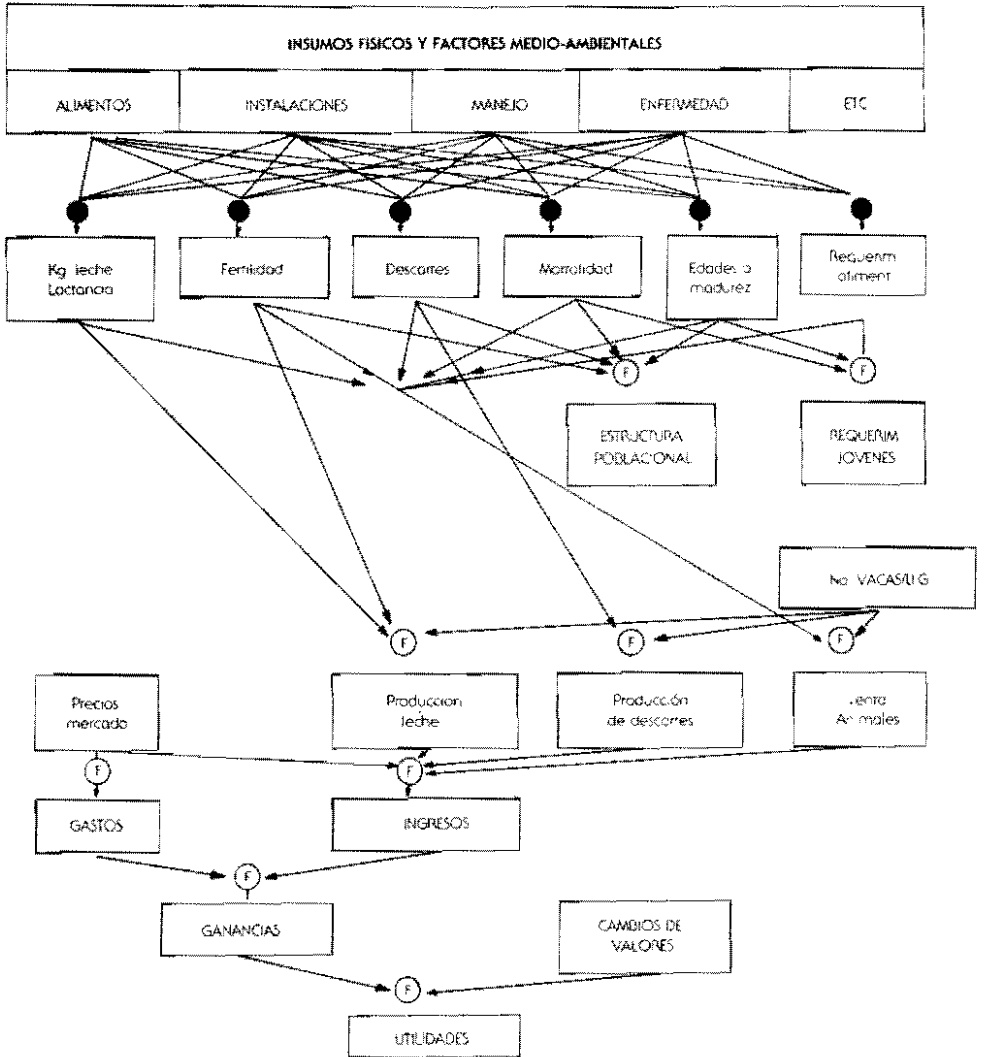 INSUMOS FISICOS Y FACTORES MEDIO-AMBIENTALES
ALIMENTOS
INSTALACIONES
MANEJO
ENFERMEDAD
ETC
Kg leche
Lactancia
Fertilidad
Descartes
Mortalidad
Edades a
madurez
Requerim
aliment
F
F
ESTRUCTURA
POBLACIONAL
REQUERIM
JOVENES
No. VACAS/U G
F
F
F
Precios
mercado
Produccion
leche
Producción
de descartes
Animales
F
F
GASTOS
INGRESOS
F
GANANCIAS
CAMBIOS DE
VALORES
F
UTILIDADES